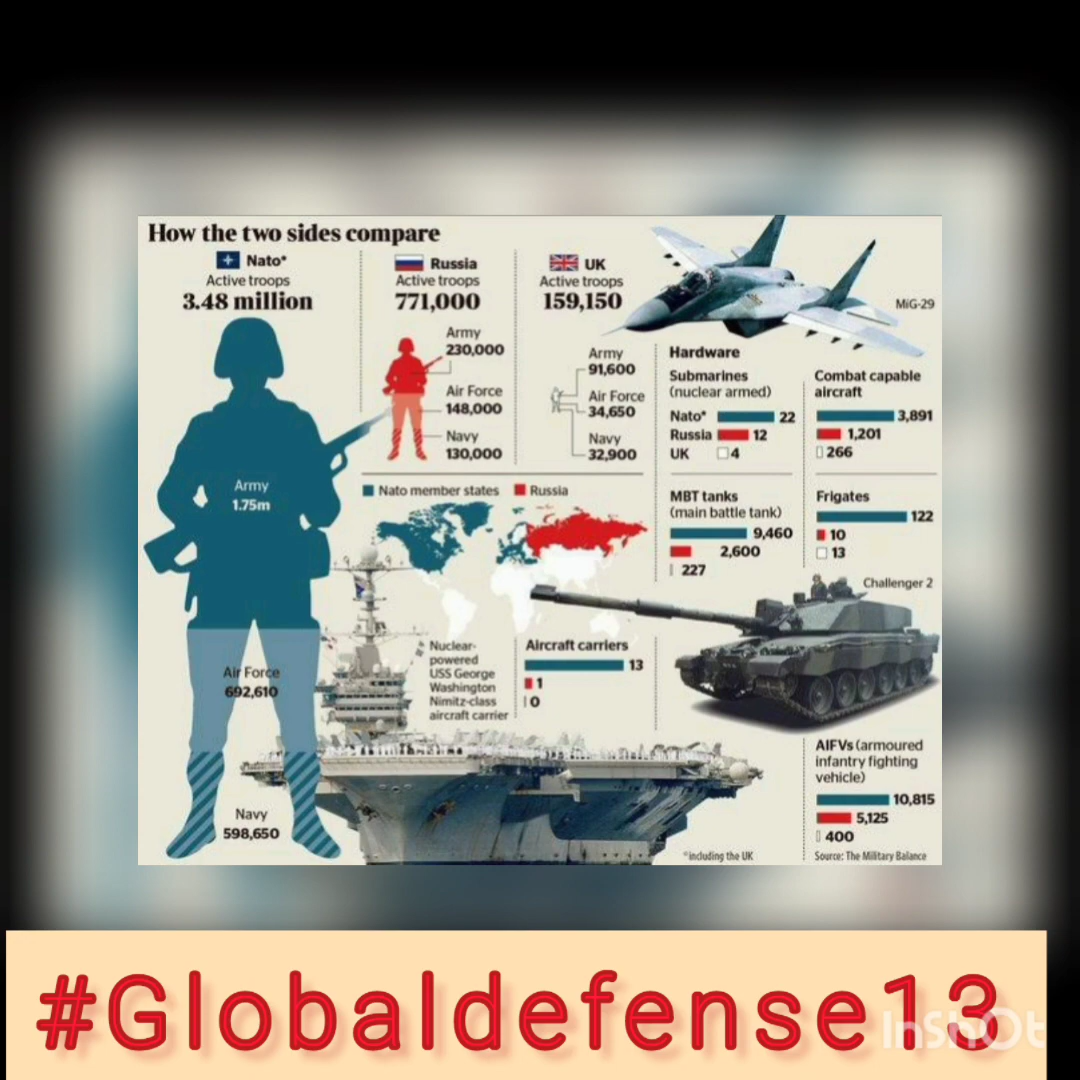 How the two sides compare
Nato*
Active troops
3.48 million
Army
1.75m
Air Force
692,610
Navy
598,650
Russia
Active troops
771,000
Army
230,000
Air Force
148,000
Navy
130,000
UK
Active troops
159,150
Army
91,600
Air Force
34,650
Navy
32,900
MiG-29
Hardware
Submarines
(nuclear armed)
Nato* 22
Russia 12
UK 4
Combat capable
aircraft
3,891
1,201
266
Nato member states Russia
MBT tanks
(main battle tank)
9,460
2,600
227
Frigates
122
10
13
Challenger 2
Nuclear-
powered
USS George
Washington
Nimitz-class
aircraft carrier
Aircraft carriers
13
1
0
AIFVs (armoured
infantry fighting
vehicle)
10,815
5,125
400
*including the UK
Source: The Military Balance
#Globaldefense13
InShOt